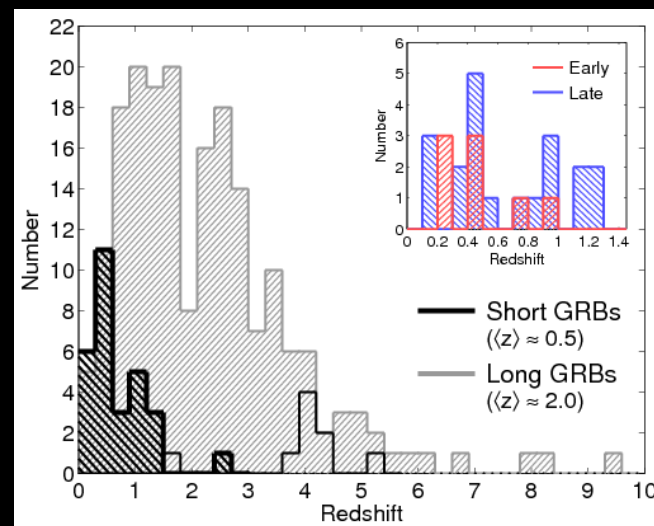 22
20
18
16
14
12
10
8
6
4
2
0
Number
0 1 2 3 4 5 6 7 8 9 10
Redshift
6
5
4
3
2
1
0
Number
0 0.2 0.4 0.6 0.8 1 1.2 1.4
Redshift
Early
Late
Short GRBs
(⟨z⟩ ≈ 0.5)
Long GRBs
(⟨z⟩ ≈ 2.0)